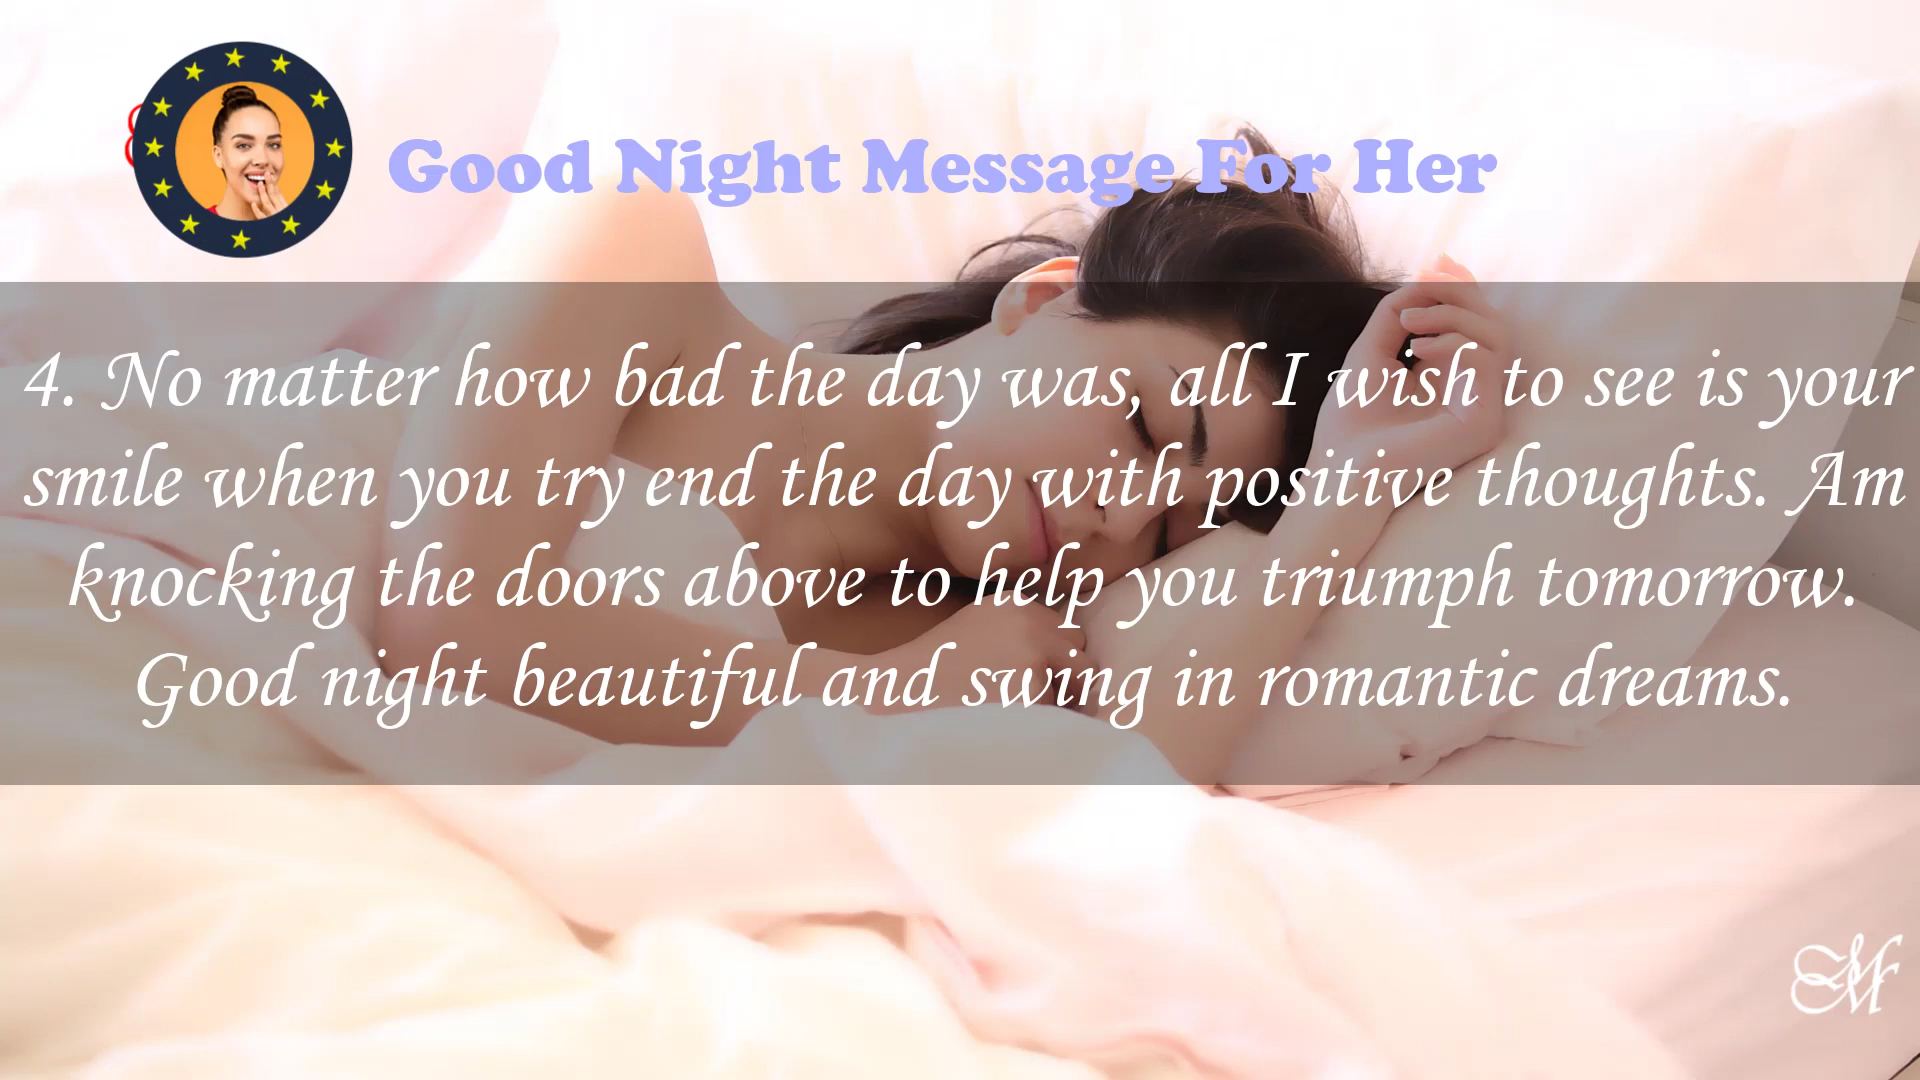 Good Night Message For Her
4. No matter how bad the day was, all I wish to see is your
smile when you try end the day with positive thoughts. Am
knocking the doors above to help you triumph tomorrow.
Good night beautiful and swing in romantic dreams.
M